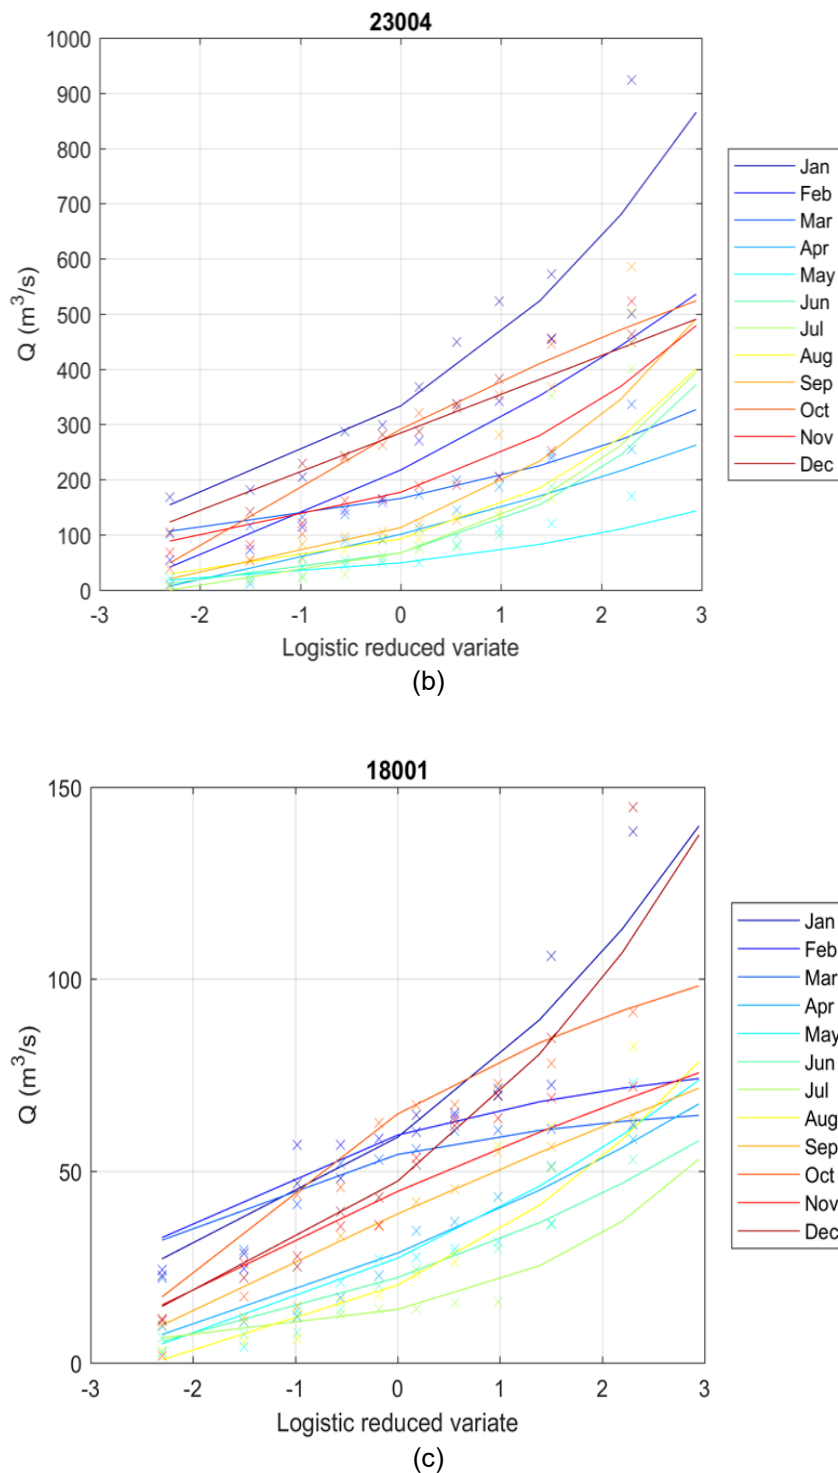 23004
1000
900
800
700
600
500
400
300
200
100
0
Q (m³/s)
-3 -2 -1 0 1 2 3
Logistic reduced variate
Jan
Feb
Mar
Apr
May
Jun
Jul
Aug
Sep
Oct
Nov
Dec
(b)
18001
150
100
50
0
Q (m³/s)
-3 -2 -1 0 1 2 3
Logistic reduced variate
Jan
Feb
Mar
Apr
May
Jun
Jul
Aug
Sep
Oct
Nov
Dec
(c)